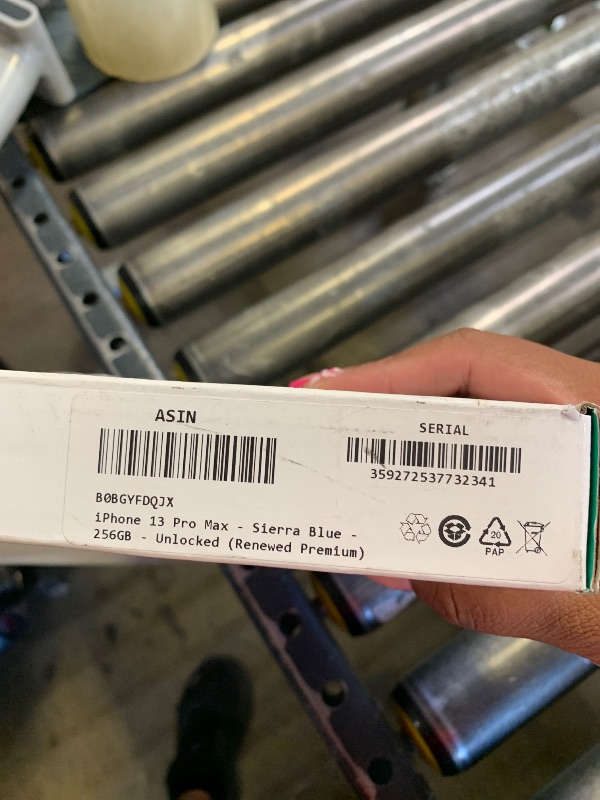 ASIN
B0BGYFDQJX
iPhone 13 Pro Max - Sierra Blue -
256GB - Unlocked (Renewed Premium)
SERIAL
359272537732341
20
PAP